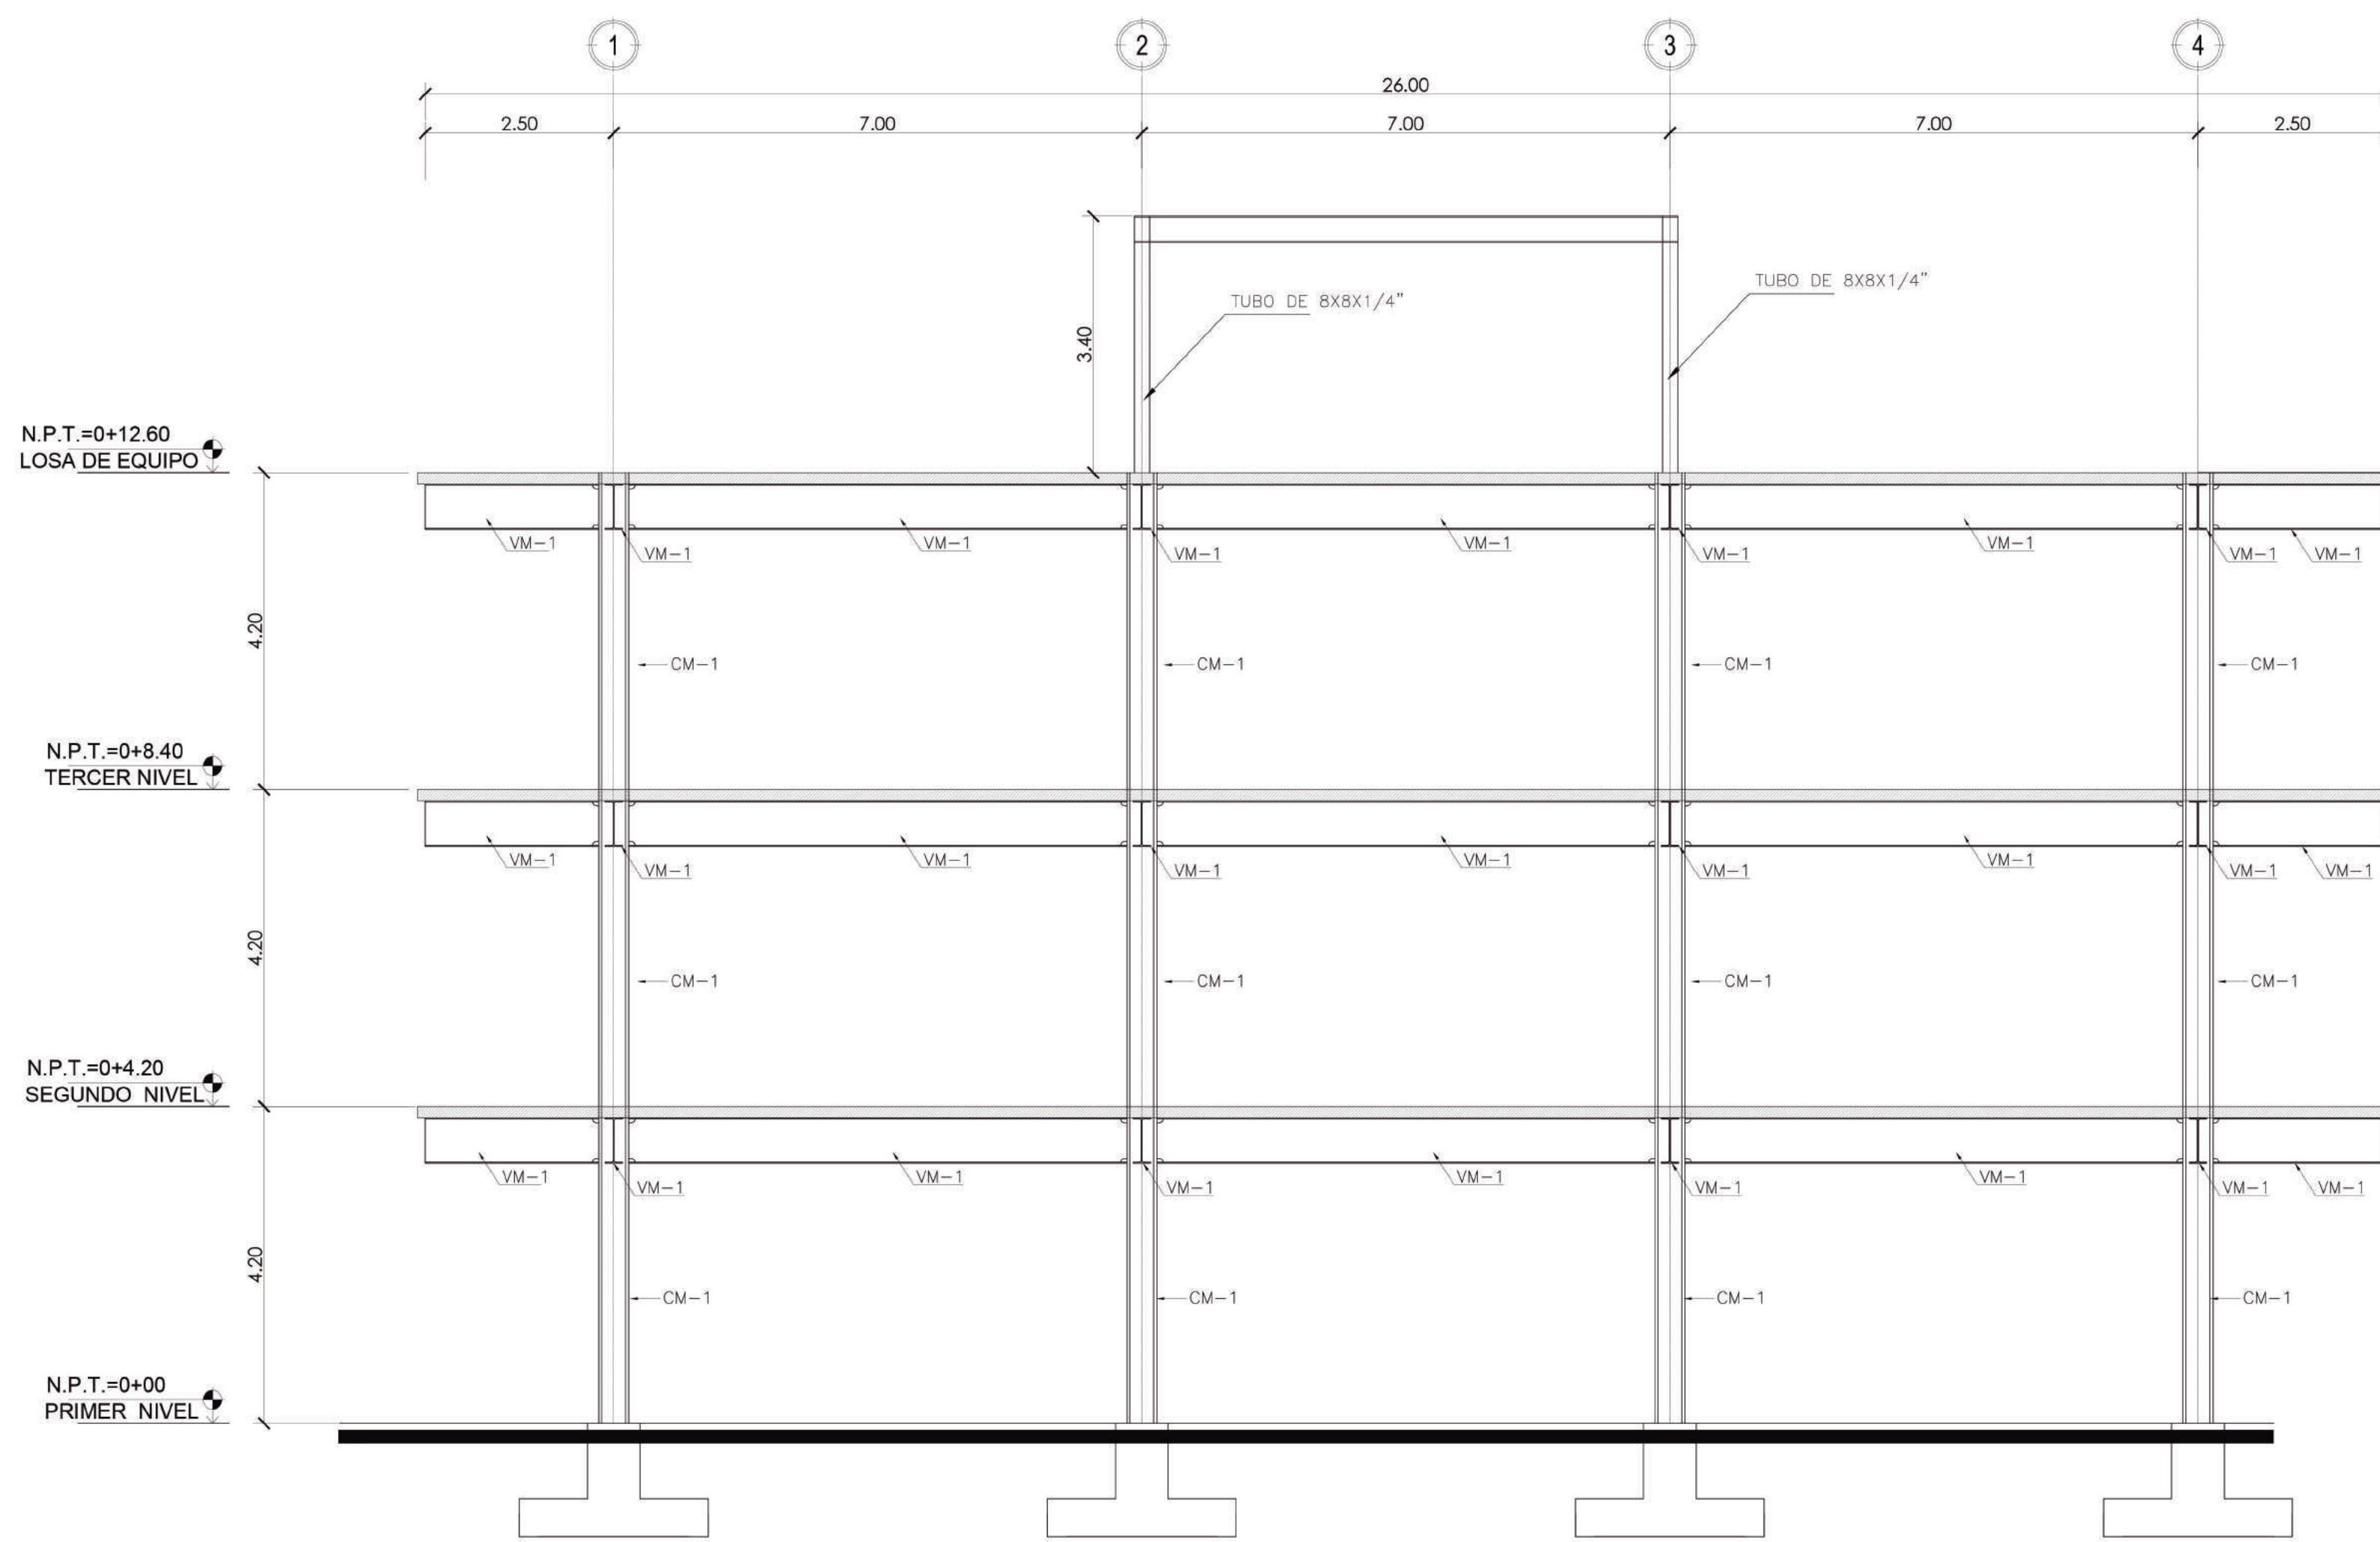 1 2 3 4
26.00
2.50 7.00 7.00 7.00 2.50
TUBO DE 8X8X1/4"
TUBO DE 8X8X1/4"
3.40
N.P.T.=0+12.60
LOSA DE EQUIPO
VM-1 VM-1 VM-1 VM-1 VM-1 VM-1 VM-1 VM-1 VM-1
4.20
CM-1 CM-1 CM-1 CM-1
N.P.T.=0+8.40
TERCER NIVEL
VM-1 VM-1 VM-1 VM-1 VM-1 VM-1 VM-1 VM-1 VM-1
4.20
CM-1 CM-1 CM-1 CM-1
N.P.T.=0+4.20
SEGUNDO NIVEL
VM-1 VM-1 VM-1 VM-1 VM-1 VM-1 VM-1 VM-1 VM-1
4.20
CM-1 CM-1 CM-1 CM-1
N.P.T.=0+00
PRIMER NIVEL